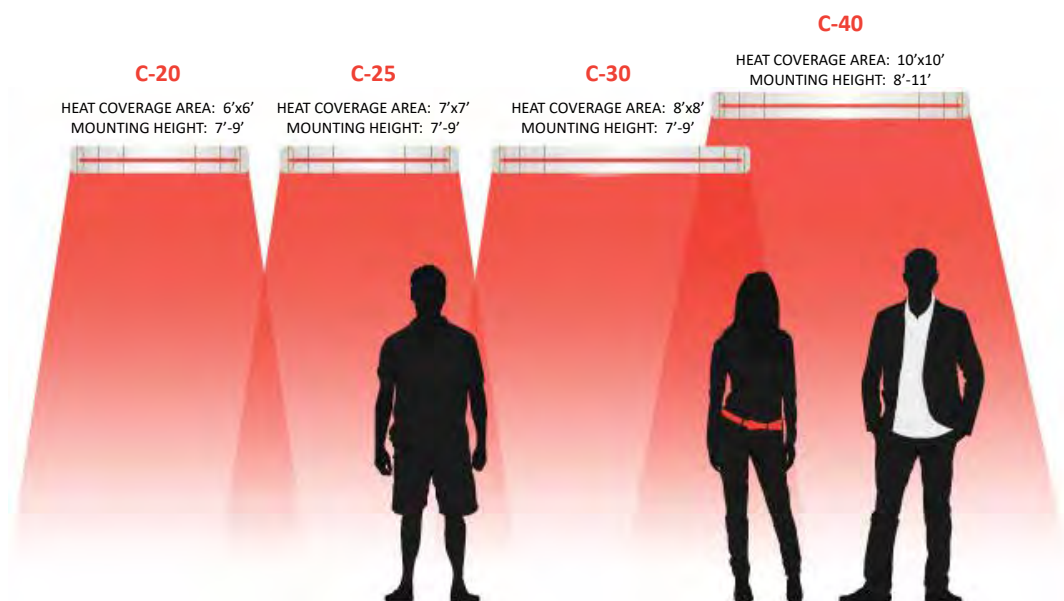 C-20
HEAT COVERAGE AREA: 6’x6’
MOUNTING HEIGHT: 7’-9’
C-25
HEAT COVERAGE AREA: 7’x7’
MOUNTING HEIGHT: 7’-9’
C-30
HEAT COVERAGE AREA: 8’x8’
MOUNTING HEIGHT: 7’-9’
C-40
HEAT COVERAGE AREA: 10’x10’
MOUNTING HEIGHT: 8’-11’